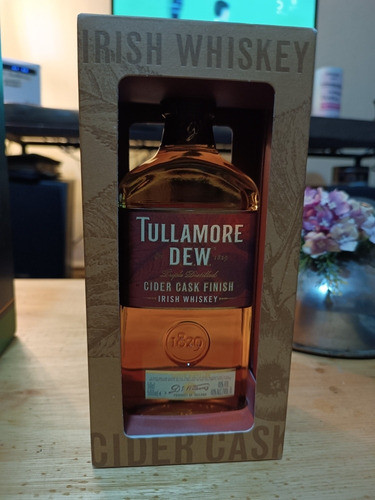 IRISH WHISKEY
TULLAMORE
DEW
Triple Distilled
CIDER CASK FINISH
IRISH WHISKEY
1829
CIDER CASK